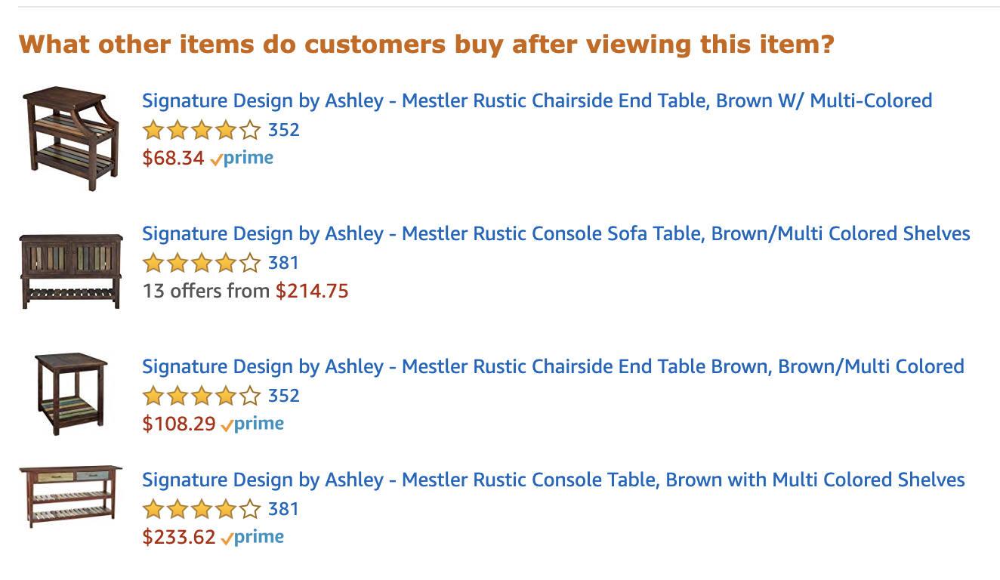 What other items do customers buy after viewing this item?
Signature Design by Ashley - Mestler Rustic Chairside End Table, Brown W/ Multi-Colored
352
$68.34 prime
Signature Design by Ashley - Mestler Rustic Console Sofa Table, Brown/Multi Colored Shelves
381
13 offers from $214.75
Signature Design by Ashley - Mestler Rustic Chairside End Table Brown, Brown/Multi Colored
352
$108.29 prime
Signature Design by Ashley - Mestler Rustic Console Table, Brown with Multi Colored Shelves
381
$233.62 prime